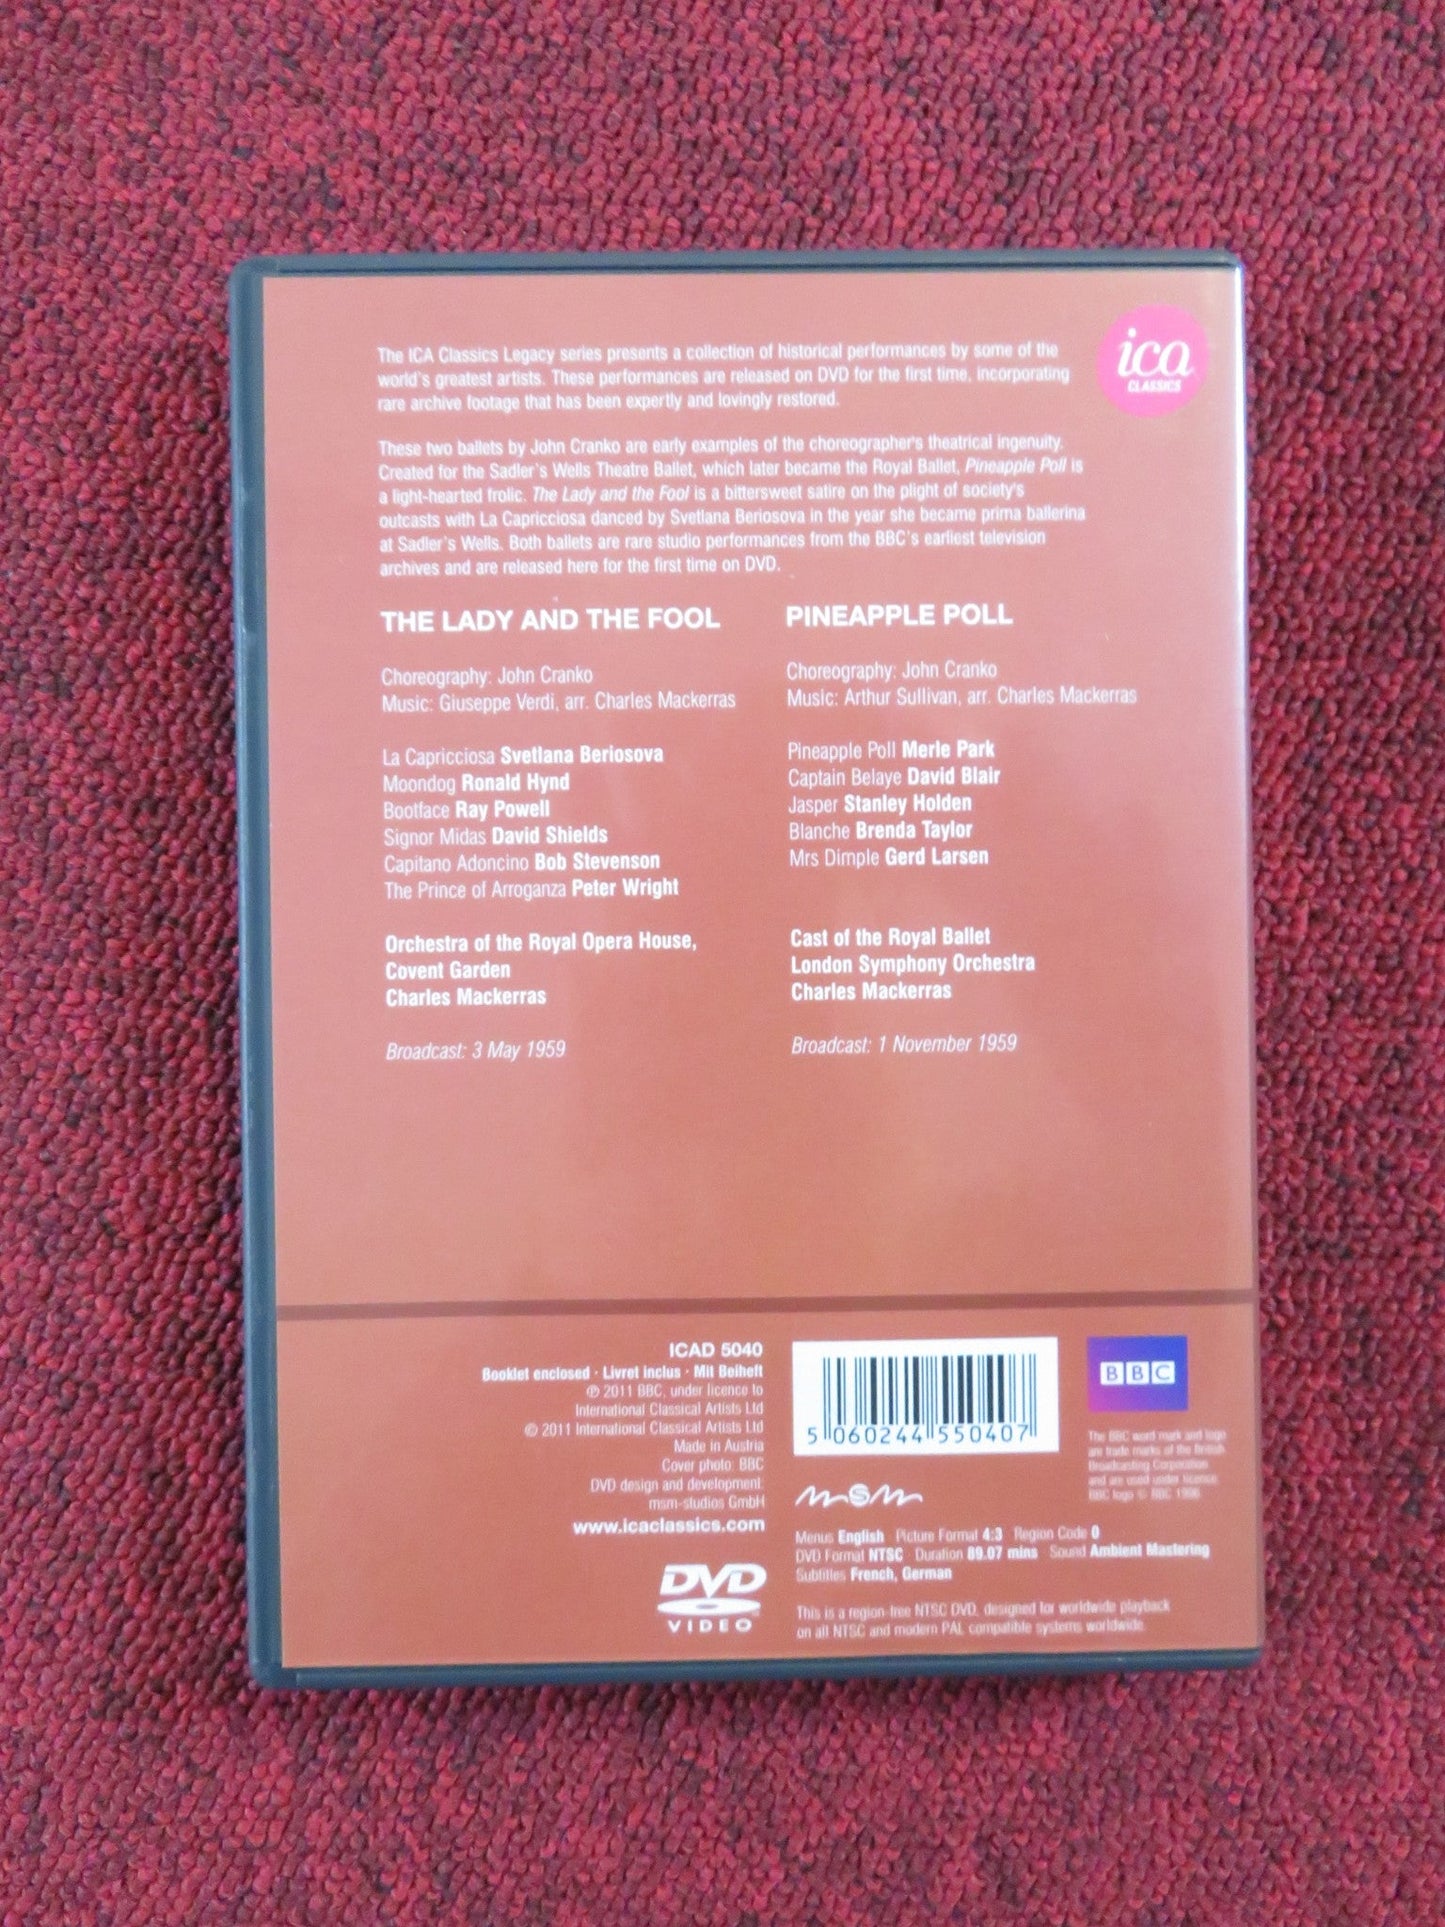 ica
CLASSICS
The ICA Classics Legacy series presents a collection of historical performances by some of the
world's greatest artists. These performances are released on DVD for the first time, incorporating
rare archive footage that has been expertly and lovingly restored.
These two ballets by John Cranko are early examples of the choreographer's theatrical ingenuity.
Created for the Sadler's Wells Theatre Ballet, which later became the Royal Ballet, Pineapple Poll is
a light-hearted frolic. The Lady and the Fool is a bittersweet satire on the plight of society's
outcasts with La Capricciosa danced by Svetlana Beriosova in the year she became prima ballerina
at Sadler's Wells. Both ballets are rare studio performances from the BBC's earliest television
archives and are released here for the first time on DVD.
THE LADY AND THE FOOL
Choreography: John Cranko
Music: Giuseppe Verdi, arr. Charles Mackerras
La Capricciosa Svetlana Beriosova
Moondog Ronald Hynd
Bootface Ray Powell
Signor Midas David Shields
Capitano Adoncino Bob Stevenson
The Prince of Arroganza Peter Wright
Orchestra of the Royal Opera House,
Covent Garden
Charles Mackerras
Broadcast: 3 May 1959
PINEAPPLE POLL
Choreography: John Cranko
Music: Arthur Sullivan, arr. Charles Mackerras
Pineapple Poll Merle Park
Captain Belaye David Blair
Jasper Stanley Holden
Blanche Brenda Taylor
Mrs Dimple Gerd Larsen
Cast of the Royal Ballet
London Symphony Orchestra
Charles Mackerras
Broadcast: 1 November 1959
ICAD 5040
Booklet enclosed · Livret inclus · Mit Beiheft
℗ 2011 BBC, under licence to
International Classical Artists Ltd
© 2011 International Classical Artists Ltd
Made in Austria
Cover photo: BBC
DVD design and development:
msm-studios GmbH
www.icaclassics.com
DVD
VIDEO
5 060244 550407
BBC
The BBC word mark and logo
are trade marks of the British
Broadcasting Corporation
and are used under licence.
BBC logo © BBC 1996
msm
Menus English Picture Format 4:3 Region Code 0
DVD Format NTSC Duration 89.07 mins Sound Ambient Mastering
Subtitles French, German
This is a region-free NTSC DVD, designed for worldwide playback
on all NTSC and modern PAL compatible systems worldwide.